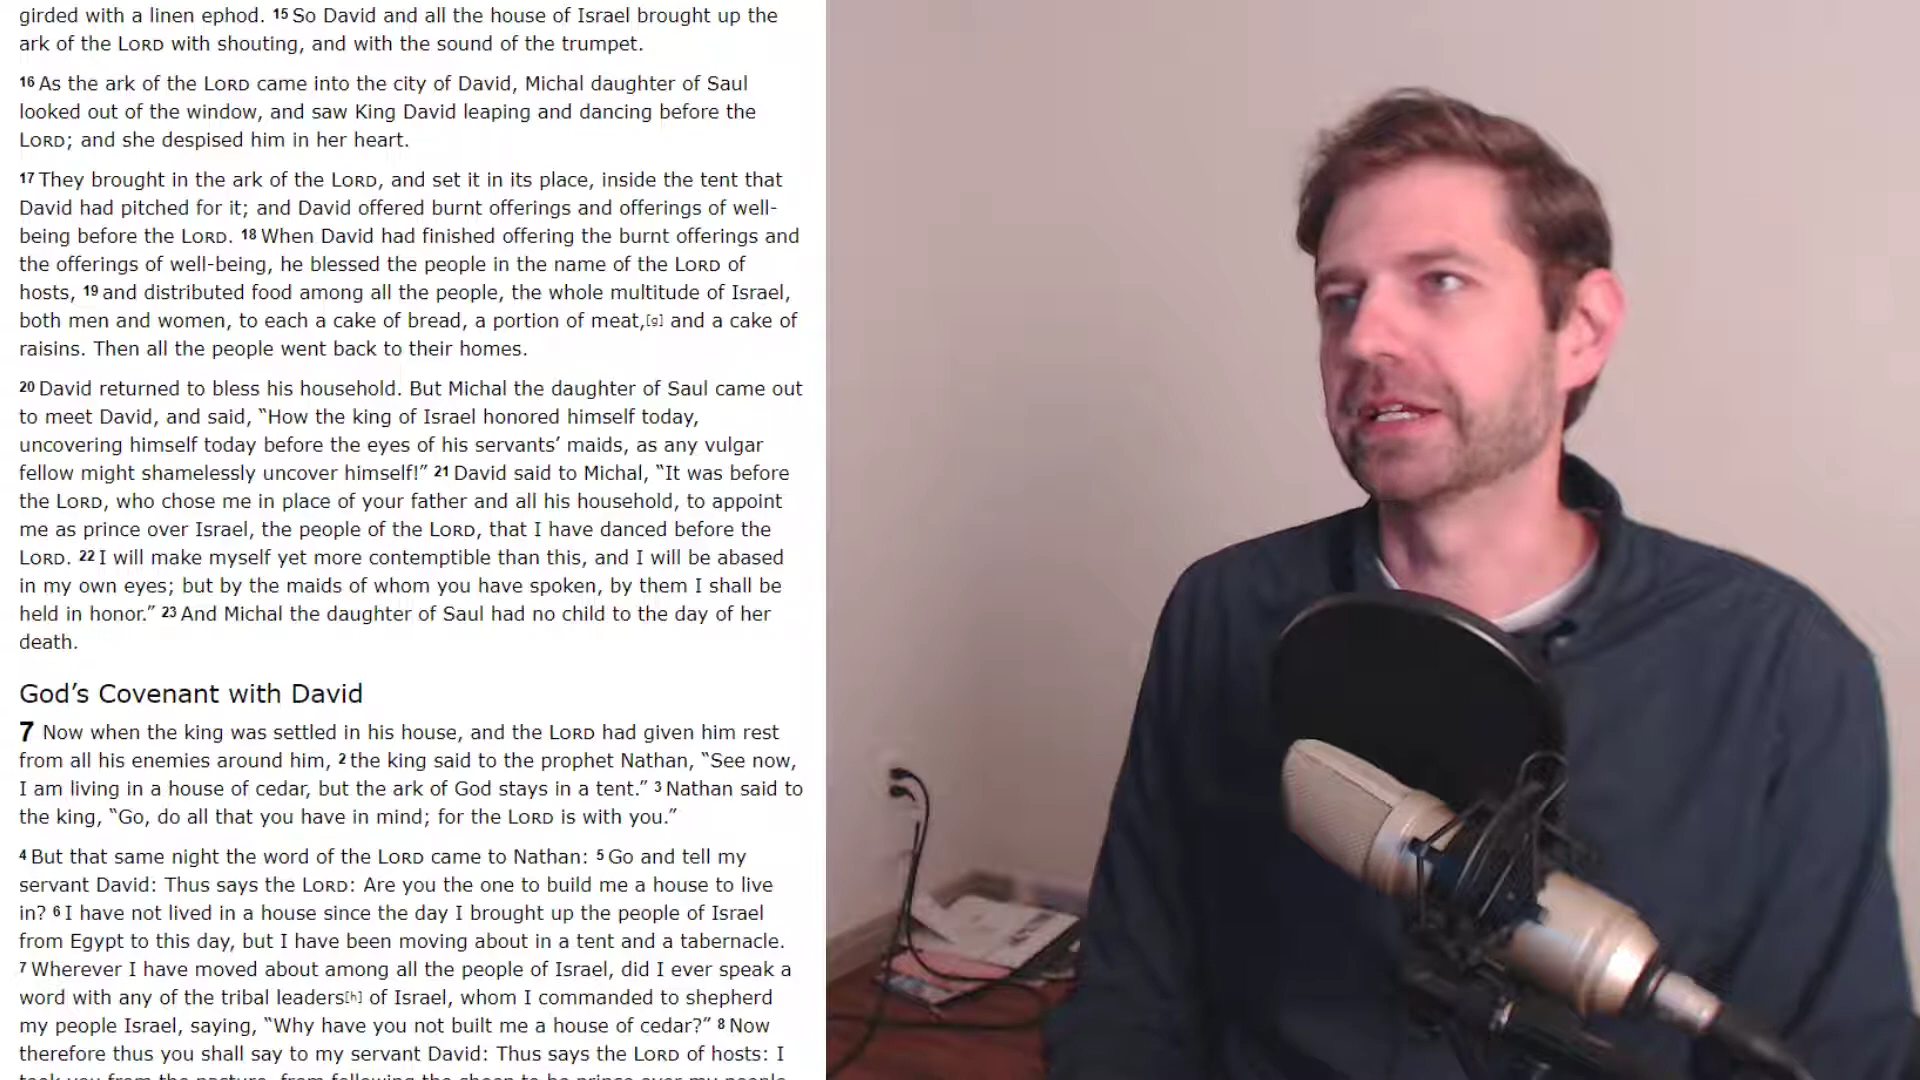 girded with a linen ephod. 15 So David and all the house of Israel brought up the
ark of the LORD with shouting, and with the sound of the trumpet.
16 As the ark of the LORD came into the city of David, Michal daughter of Saul
looked out of the window, and saw King David leaping and dancing before the
LORD; and she despised him in her heart.
17 They brought in the ark of the LORD, and set it in its place, inside the tent that
David had pitched for it; and David offered burnt offerings and offerings of well-
being before the LORD. 18 When David had finished offering the burnt offerings and
the offerings of well-being, he blessed the people in the name of the LORD of
hosts, 19 and distributed food among all the people, the whole multitude of Israel,
both men and women, to each a cake of bread, a portion of meat,[g] and a cake of
raisins. Then all the people went back to their homes.
20 David returned to bless his household. But Michal the daughter of Saul came out
to meet David, and said, “How the king of Israel honored himself today,
uncovering himself today before the eyes of his servants’ maids, as any vulgar
fellow might shamelessly uncover himself!” 21 David said to Michal, “It was before
the LORD, who chose me in place of your father and all his household, to appoint
me as prince over Israel, the people of the LORD, that I have danced before the
LORD. 22 I will make myself yet more contemptible than this, and I will be abased
in my own eyes; but by the maids of whom you have spoken, by them I shall be
held in honor.” 23 And Michal the daughter of Saul had no child to the day of her
death.
God’s Covenant with David
7 Now when the king was settled in his house, and the LORD had given him rest
from all his enemies around him, 2 the king said to the prophet Nathan, “See now,
I am living in a house of cedar, but the ark of God stays in a tent.” 3 Nathan said to
the king, “Go, do all that you have in mind; for the LORD is with you.”
4 But that same night the word of the LORD came to Nathan: 5 Go and tell my
servant David: Thus says the LORD: Are you the one to build me a house to live
in? 6 I have not lived in a house since the day I brought up the people of Israel
from Egypt to this day, but I have been moving about in a tent and a tabernacle.
7 Wherever I have moved about among all the people of Israel, did I ever speak a
word with any of the tribal leaders[h] of Israel, whom I commanded to shepherd
my people Israel, saying, “Why have you not built me a house of cedar?” 8 Now
therefore thus you shall say to my servant David: Thus says the LORD of hosts: I
took you from the pasture, from following the sheep to be prince over my people